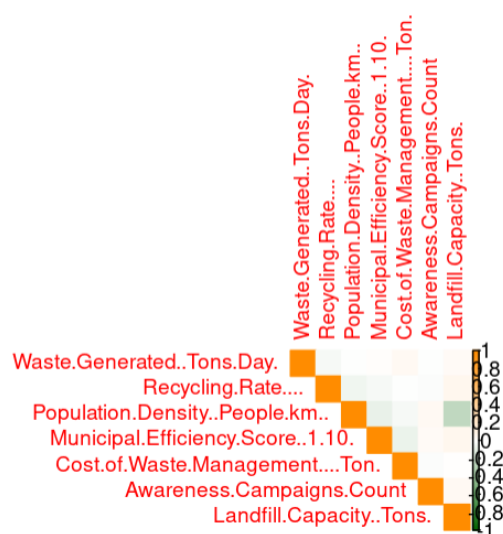 Waste.Generated..Tons.Day.
Recycling.Rate....
Population.Density..People.km..
Municipal.Efficiency.Score..1.10.
Cost.of.Waste.Management....Ton.
Awareness.Campaigns.Count
Landfill.Capacity..Tons.
Waste.Generated..Tons.Day.
Recycling.Rate....
Population.Density..People.km..
Municipal.Efficiency.Score..1.10.
Cost.of.Waste.Management....Ton.
Awareness.Campaigns.Count
Landfill.Capacity..Tons.
1
0.8
0.6
0.4
0.2
0
-0.2
-0.4
-0.6
-0.8
-1